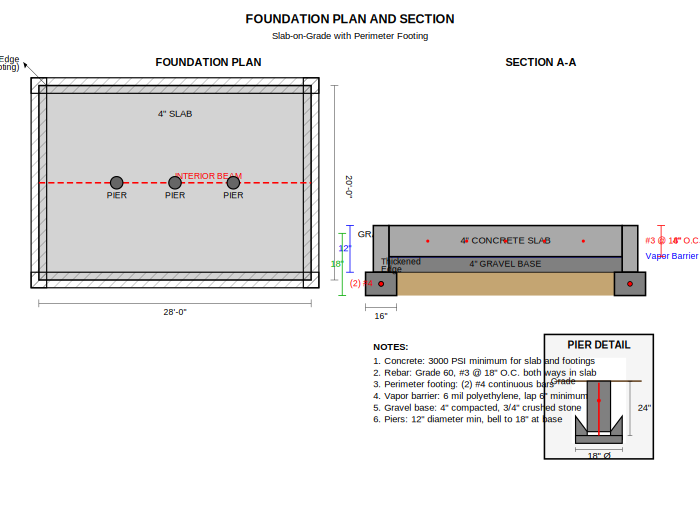 FOUNDATION PLAN AND SECTION
Slab-on-Grade with Perimeter Footing
FOUNDATION PLAN
SECTION A-A
Edge
4" SLAB
INTERIOR BEAM
PIER
PIER
PIER
20'-0"
28'-0"
GR
12"
18"
4" CONCRETE SLAB
#3 @ 18" O.C.
4"
Vapor Barrier
Thickened
Edge
4" GRAVEL BASE
(2) #4
16"
NOTES:
1. Concrete: 3000 PSI minimum for slab and footings
2. Rebar: Grade 60, #3 @ 18" O.C. both ways in slab
3. Perimeter footing: (2) #4 continuous bars
4. Vapor barrier: 6 mil polyethylene, lap 6" minimum
5. Gravel base: 4" compacted, 3/4" crushed stone
6. Piers: 12" diameter min, bell to 18" at base
PIER DETAIL
Grade
24"
18" Ø